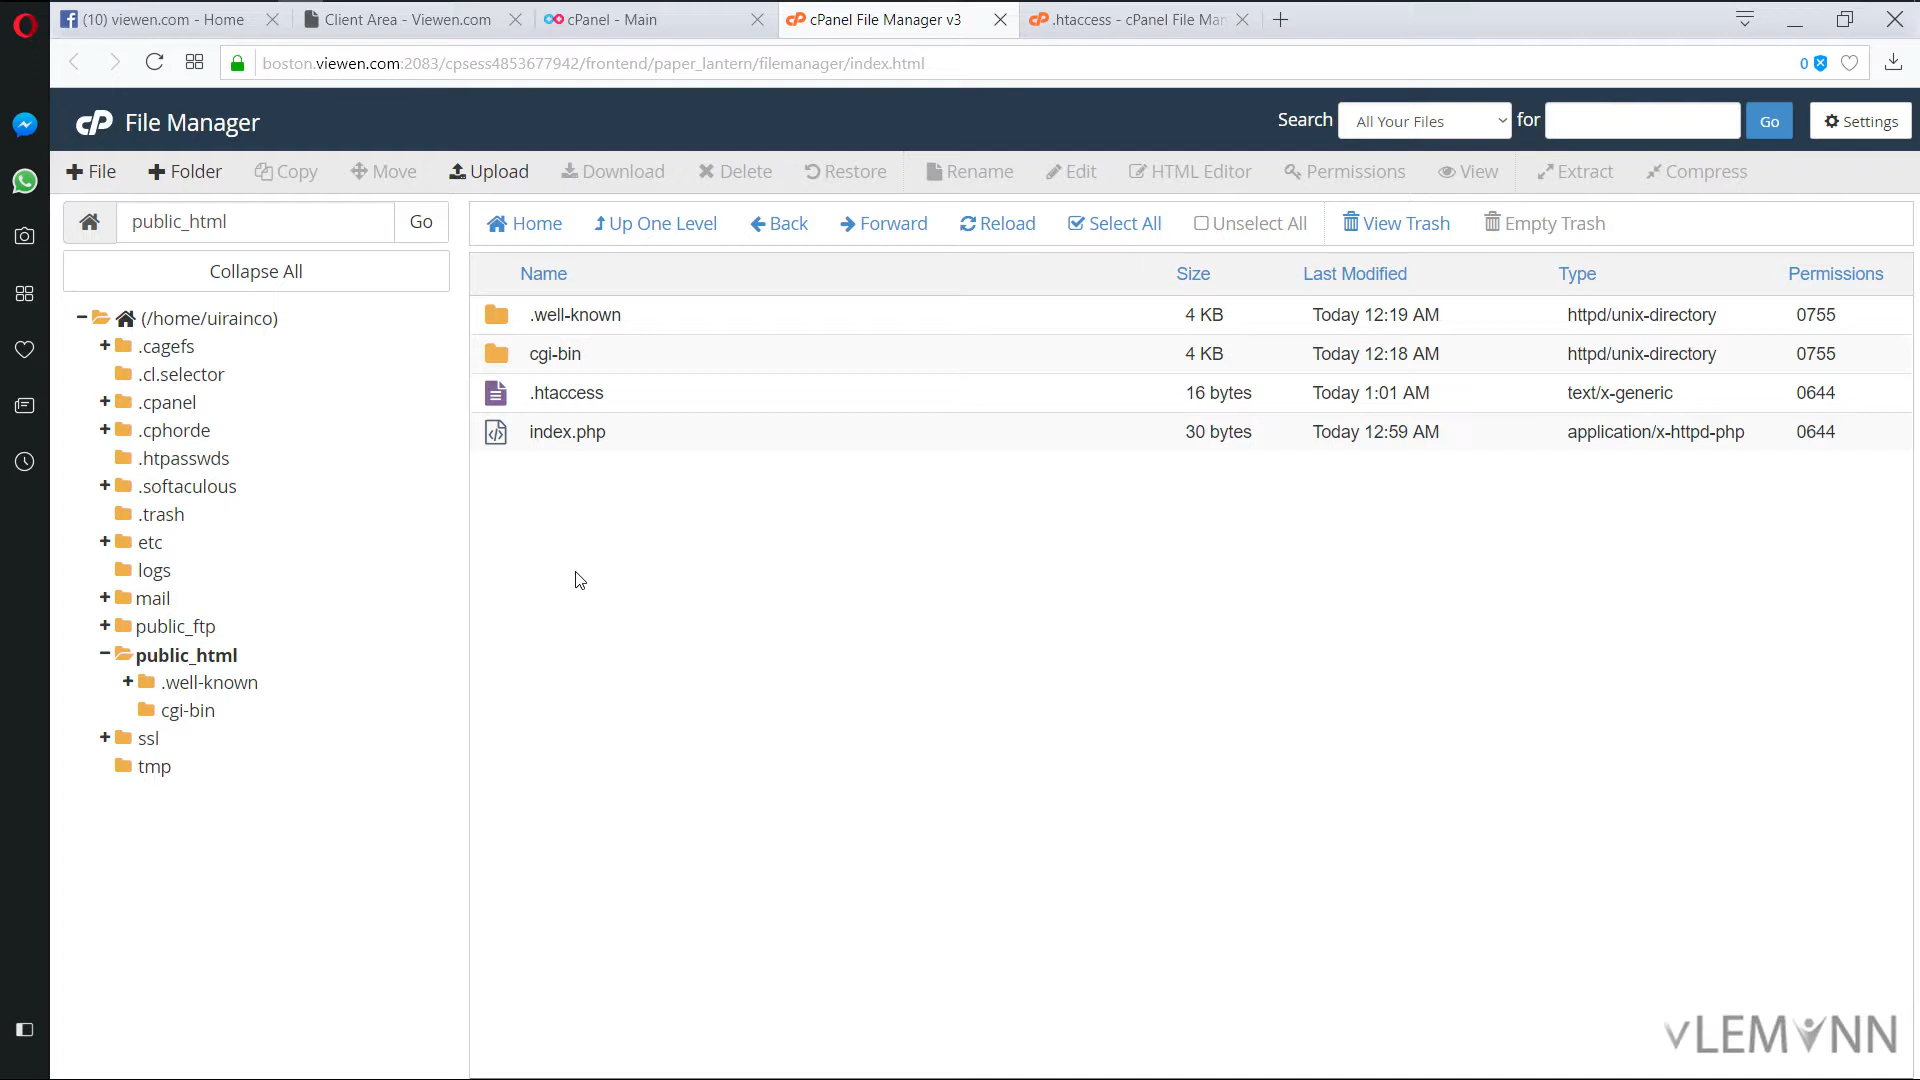 (10) viewen.com - Home
Client Area - Viewen.com
cPanel - Main
cPanel File Manager v3
.htaccess - cPanel File Man
boston.viewen.com:2083/cpsess4853677942/frontend/paper_lantern/filemanager/index.html
0
cP File Manager
Search All Your Files for Go Settings
File Folder Copy Move Upload Download Delete Restore Rename Edit HTML Editor Permissions View Extract Compress
public_html Go
Home Up One Level Back Forward Reload Select All Unselect All View Trash Empty Trash
Collapse All
Name Size Last Modified Type Permissions
.well-known 4 KB Today 12:19 AM httpd/unix-directory 0755
cgi-bin 4 KB Today 12:18 AM httpd/unix-directory 0755
.htaccess 16 bytes Today 1:01 AM text/x-generic 0644
index.php 30 bytes Today 12:59 AM application/x-httpd-php 0644
(/home/uirainco)
.cagefs
.cl.selector
.cpanel
.cphorde
.htpasswds
.softaculous
.trash
etc
logs
mail
public_ftp
public_html
.well-known
cgi-bin
ssl
tmp